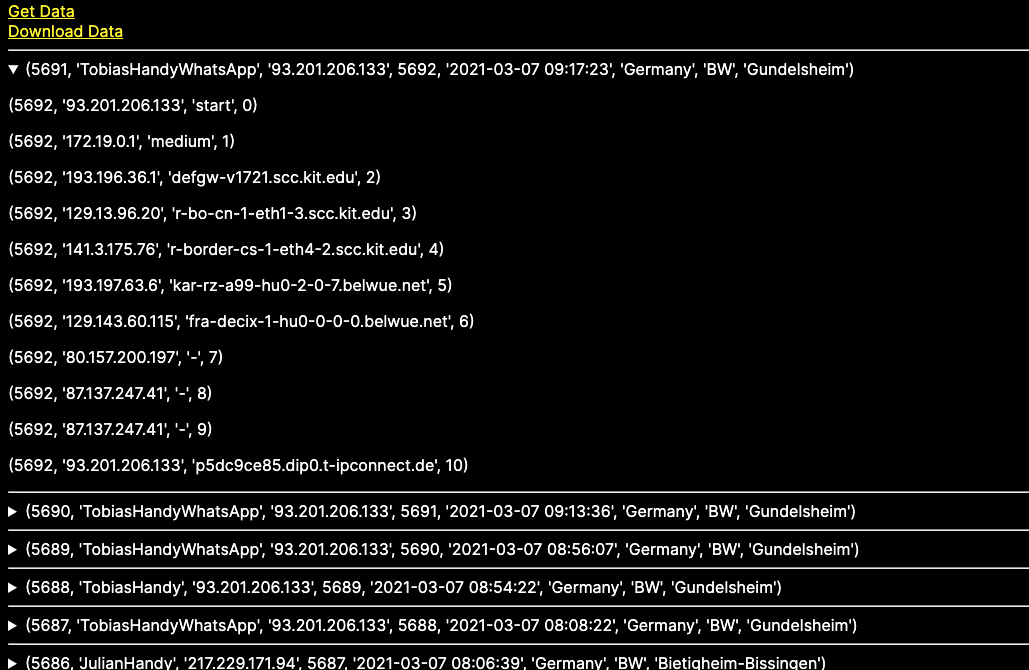 Get Data
Download Data
(5691, 'TobiasHandyWhatsApp', '93.201.206.133', 5692, '2021-03-07 09:17:23', 'Germany', 'BW', 'Gundelsheim')
(5692, '93.201.206.133', 'start', 0)
(5692, '172.19.0.1', 'medium', 1)
(5692, '193.196.36.1', 'defgw-v1721.scc.kit.edu', 2)
(5692, '129.13.96.20', 'r-bo-cn-1-eth1-3.scc.kit.edu', 3)
(5692, '141.3.175.76', 'r-border-cs-1-eth4-2.scc.kit.edu', 4)
(5692, '193.197.63.6', 'kar-rz-a99-hu0-2-0-7.belwue.net', 5)
(5692, '129.143.60.115', 'fra-decix-1-hu0-0-0-0.belwue.net', 6)
(5692, '80.157.200.197', '-', 7)
(5692, '87.137.247.41', '-', 8)
(5692, '87.137.247.41', '-', 9)
(5692, '93.201.206.133', 'p5dc9ce85.dip0.t-ipconnect.de', 10)
(5690, 'TobiasHandyWhatsApp', '93.201.206.133', 5691, '2021-03-07 09:13:36', 'Germany', 'BW', 'Gundelsheim')
(5689, 'TobiasHandyWhatsApp', '93.201.206.133', 5690, '2021-03-07 08:56:07', 'Germany', 'BW', 'Gundelsheim')
(5688, 'TobiasHandy', '93.201.206.133', 5689, '2021-03-07 08:54:22', 'Germany', 'BW', 'Gundelsheim')
(5687, 'TobiasHandyWhatsApp', '93.201.206.133', 5688, '2021-03-07 08:08:22', 'Germany', 'BW', 'Gundelsheim')
(5686, 'JulianHandy', '217.229.171.94', 5687, '2021-03-07 08:06:39', 'Germany', 'BW', 'Bietigheim-Bissingen')